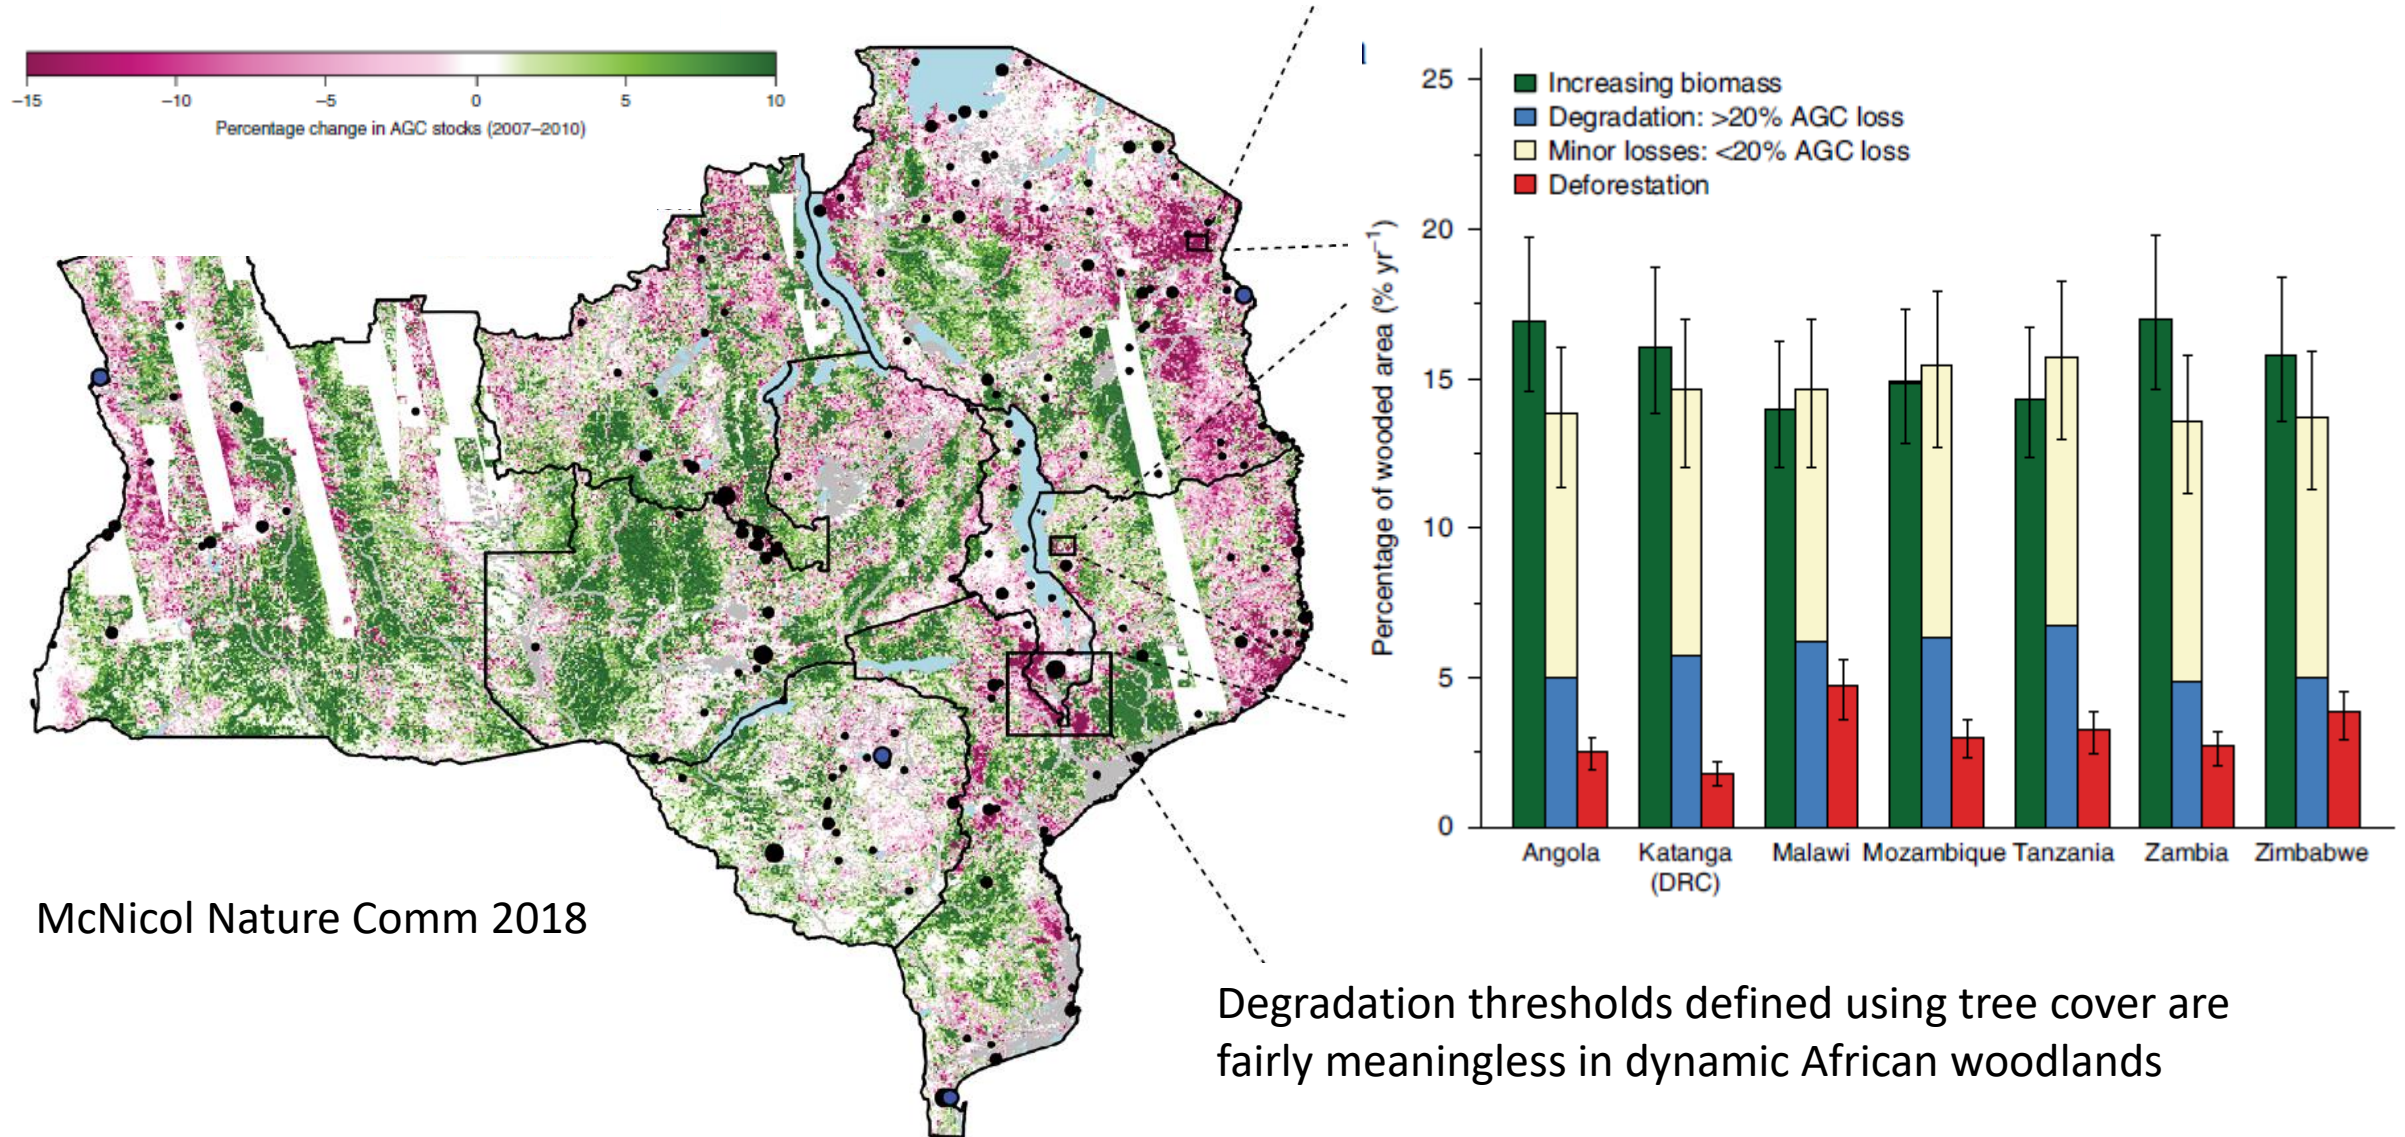 −15 −10 −5 0 5 10
Percentage change in AGC stocks (2007–2010)
McNicol Nature Comm 2018
25
20
15
10
5
0
Percentage of wooded area (% yr⁻¹)
Increasing biomass
Degradation: >20% AGC loss
Minor losses: <20% AGC loss
Deforestation
Angola Katanga Malawi Mozambique Tanzania Zambia Zimbabwe
(DRC)
Degradation thresholds defined using tree cover are
fairly meaningless in dynamic African woodlands